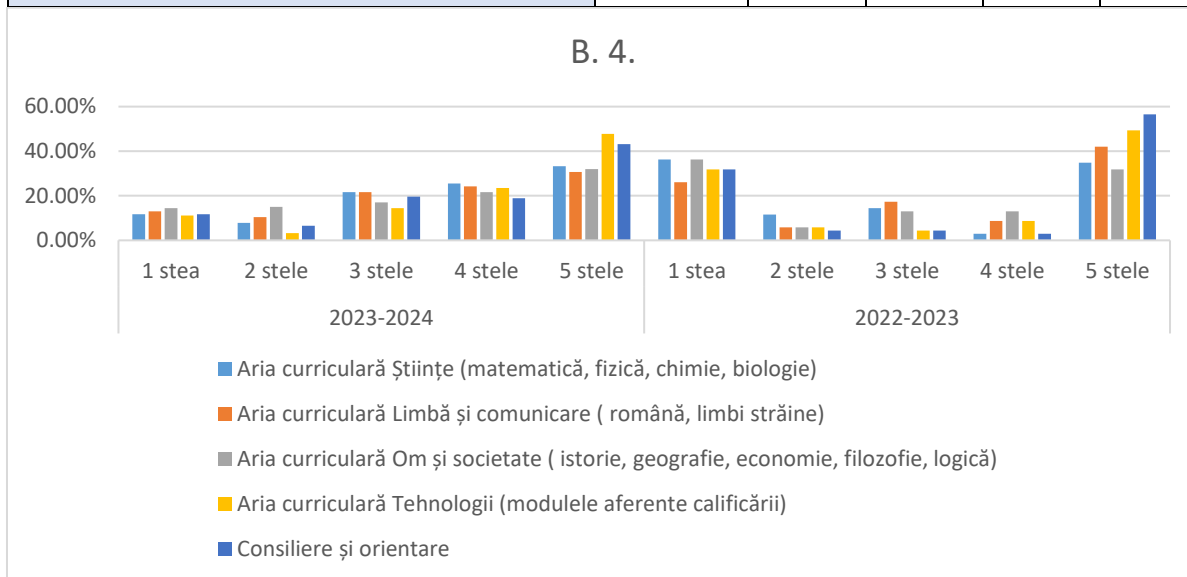 B. 4.
60.00%
40.00%
20.00%
0.00%
1 stea 2 stele 3 stele 4 stele 5 stele 1 stea 2 stele 3 stele 4 stele 5 stele
2023-2024 2022-2023
Aria curriculară Științe (matematică, fizică, chimie, biologie)
Aria curriculară Limbă și comunicare ( română, limbi străine)
Aria curriculară Om și societate ( istorie, geografie, economie, filozofie, logică)
Aria curriculară Tehnologii (modulele aferente calificării)
Consiliere și orientare